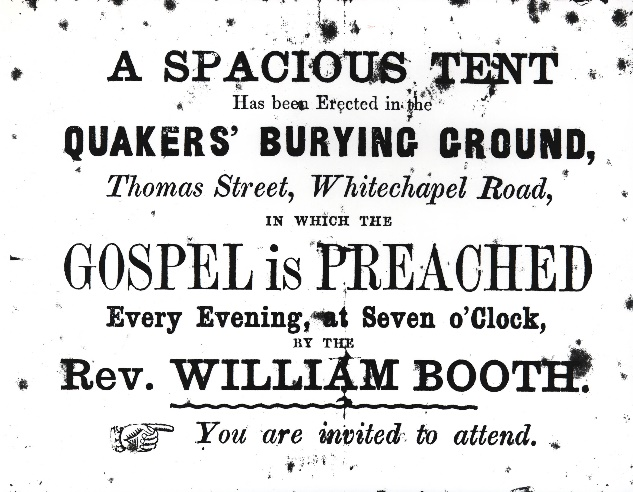 A SPACIOUS TENT
Has been Erected in the
QUAKERS' BURYING GROUND,
Thomas Street, Whitechapel Road,
IN WHICH THE
GOSPEL is PREACHED
Every Evening, at Seven o'Clock,
BY THE
Rev. WILLIAM BOOTH.
You are invited to attend.